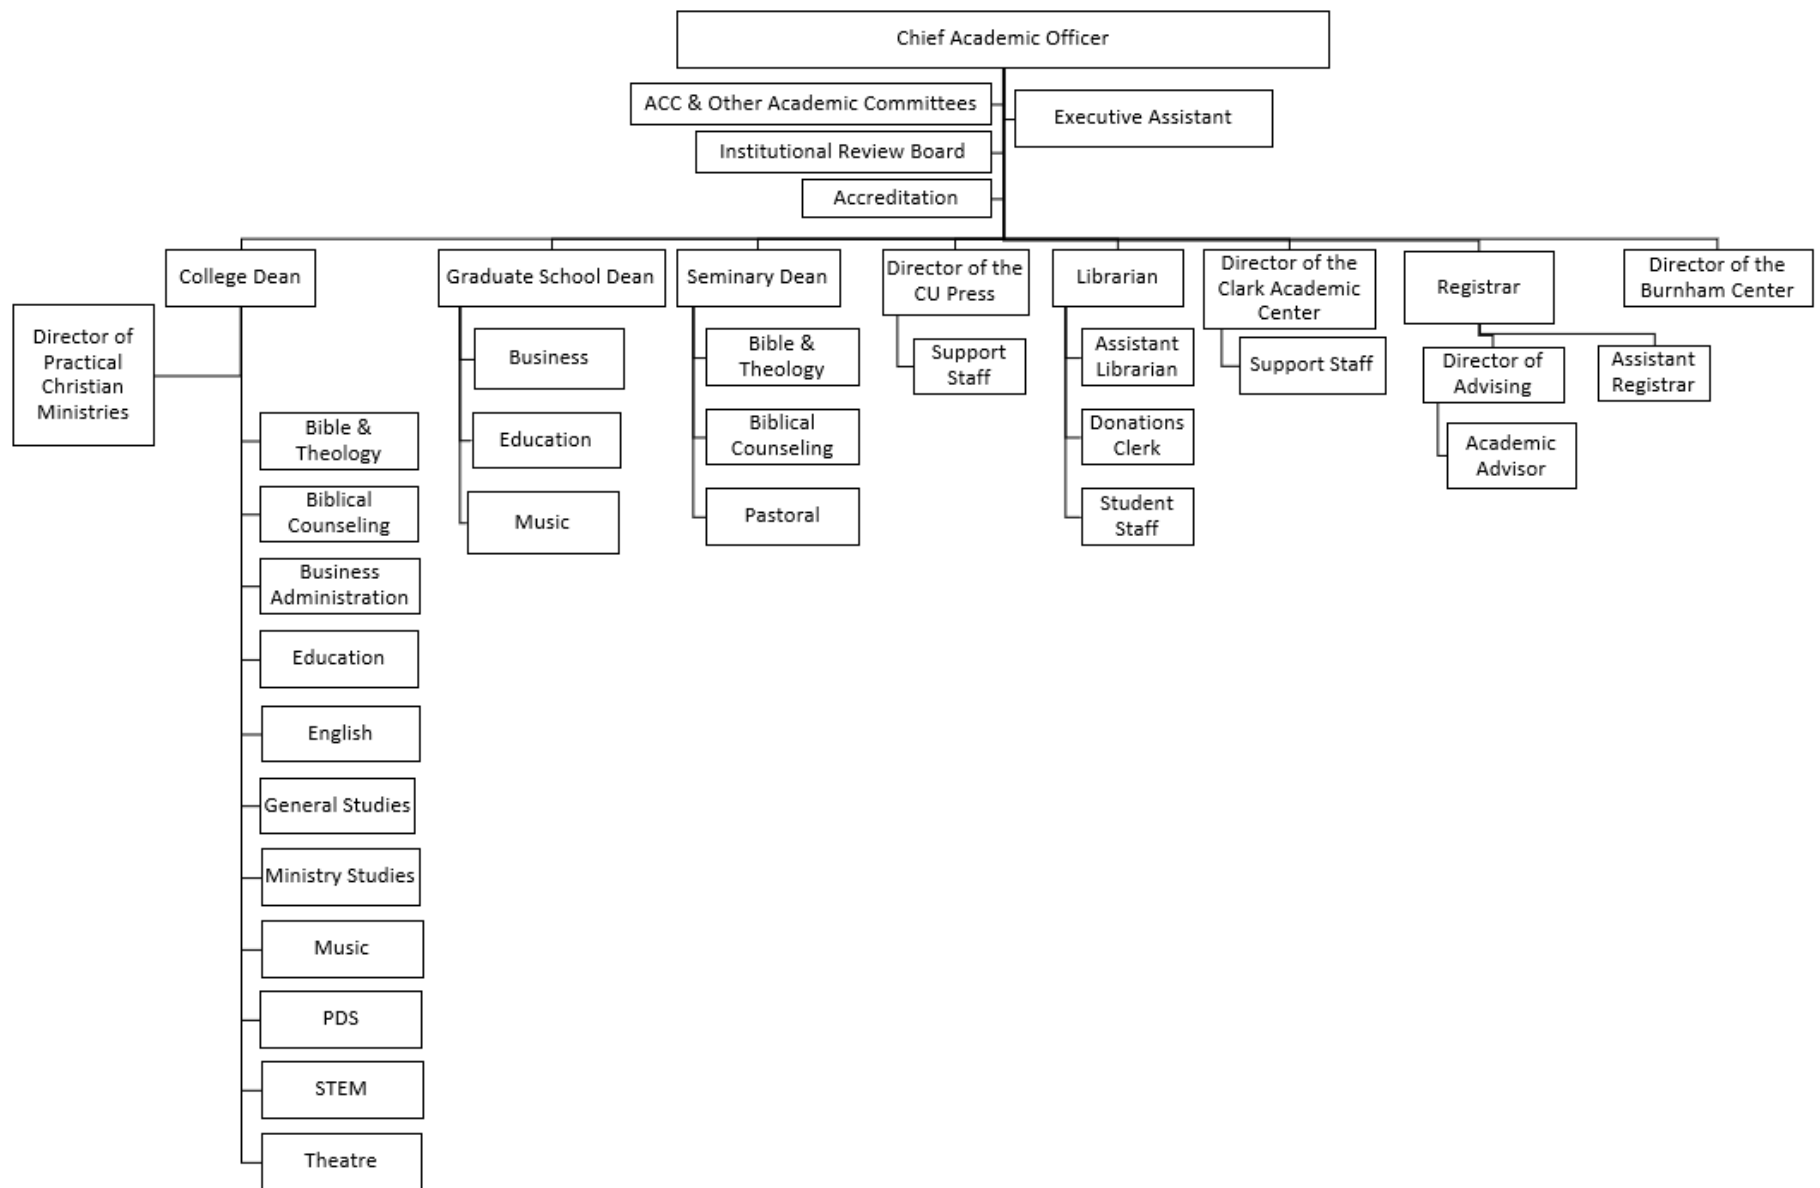 Chief Academic Officer
ACC & Other Academic Committees
Executive Assistant
Institutional Review Board
Accreditation
College Dean
Graduate School Dean
Seminary Dean
Director of the
CU Press
Librarian
Director of the
Clark Academic
Center
Registrar
Director of the
Burnham Center
Director of
Practical
Christian
Ministries
Bible &
Theology
Biblical
Counseling
Business
Administration
Education
English
General Studies
Ministry Studies
Music
PDS
STEM
Theatre
Business
Education
Music
Bible &
Theology
Biblical
Counseling
Pastoral
Support
Staff
Assistant
Librarian
Donations
Clerk
Student
Staff
Support Staff
Director of
Advising
Academic
Advisor
Assistant
Registrar